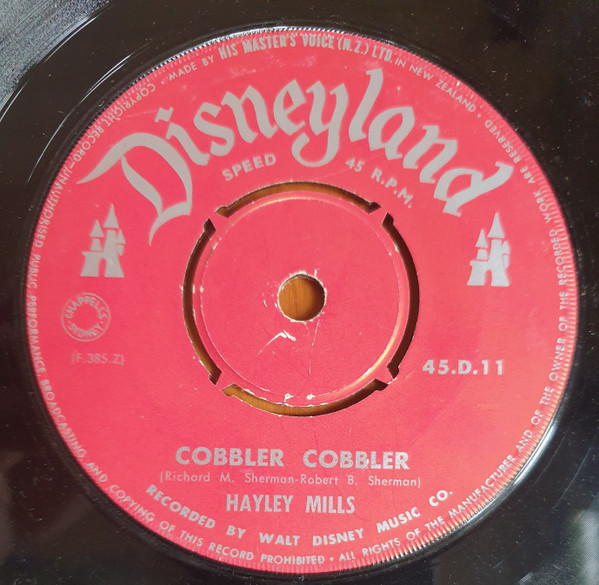 MADE BY HIS MASTER'S VOICE (N.Z.) LTD. IN NEW ZEALAND •
Disneyland
SPEED 45 R.P.M.
CHAPPELLS
SYDNEY
(F.385.Z)
45.D.11
COBBLER COBBLER
(Richard M. Sherman-Robert B. Sherman)
HAYLEY MILLS
RECORDED BY WALT DISNEY MUSIC CO.
COPYRIGHT RECORD—UNAUTHORISED PUBLIC PERFORMANCE BROADCASTING AND COPYING OF THIS RECORD PROHIBITED • ALL RIGHTS OF THE MANUFACTURER AND OF THE OWNER OF THE RECORDED WORK ARE RESERVED